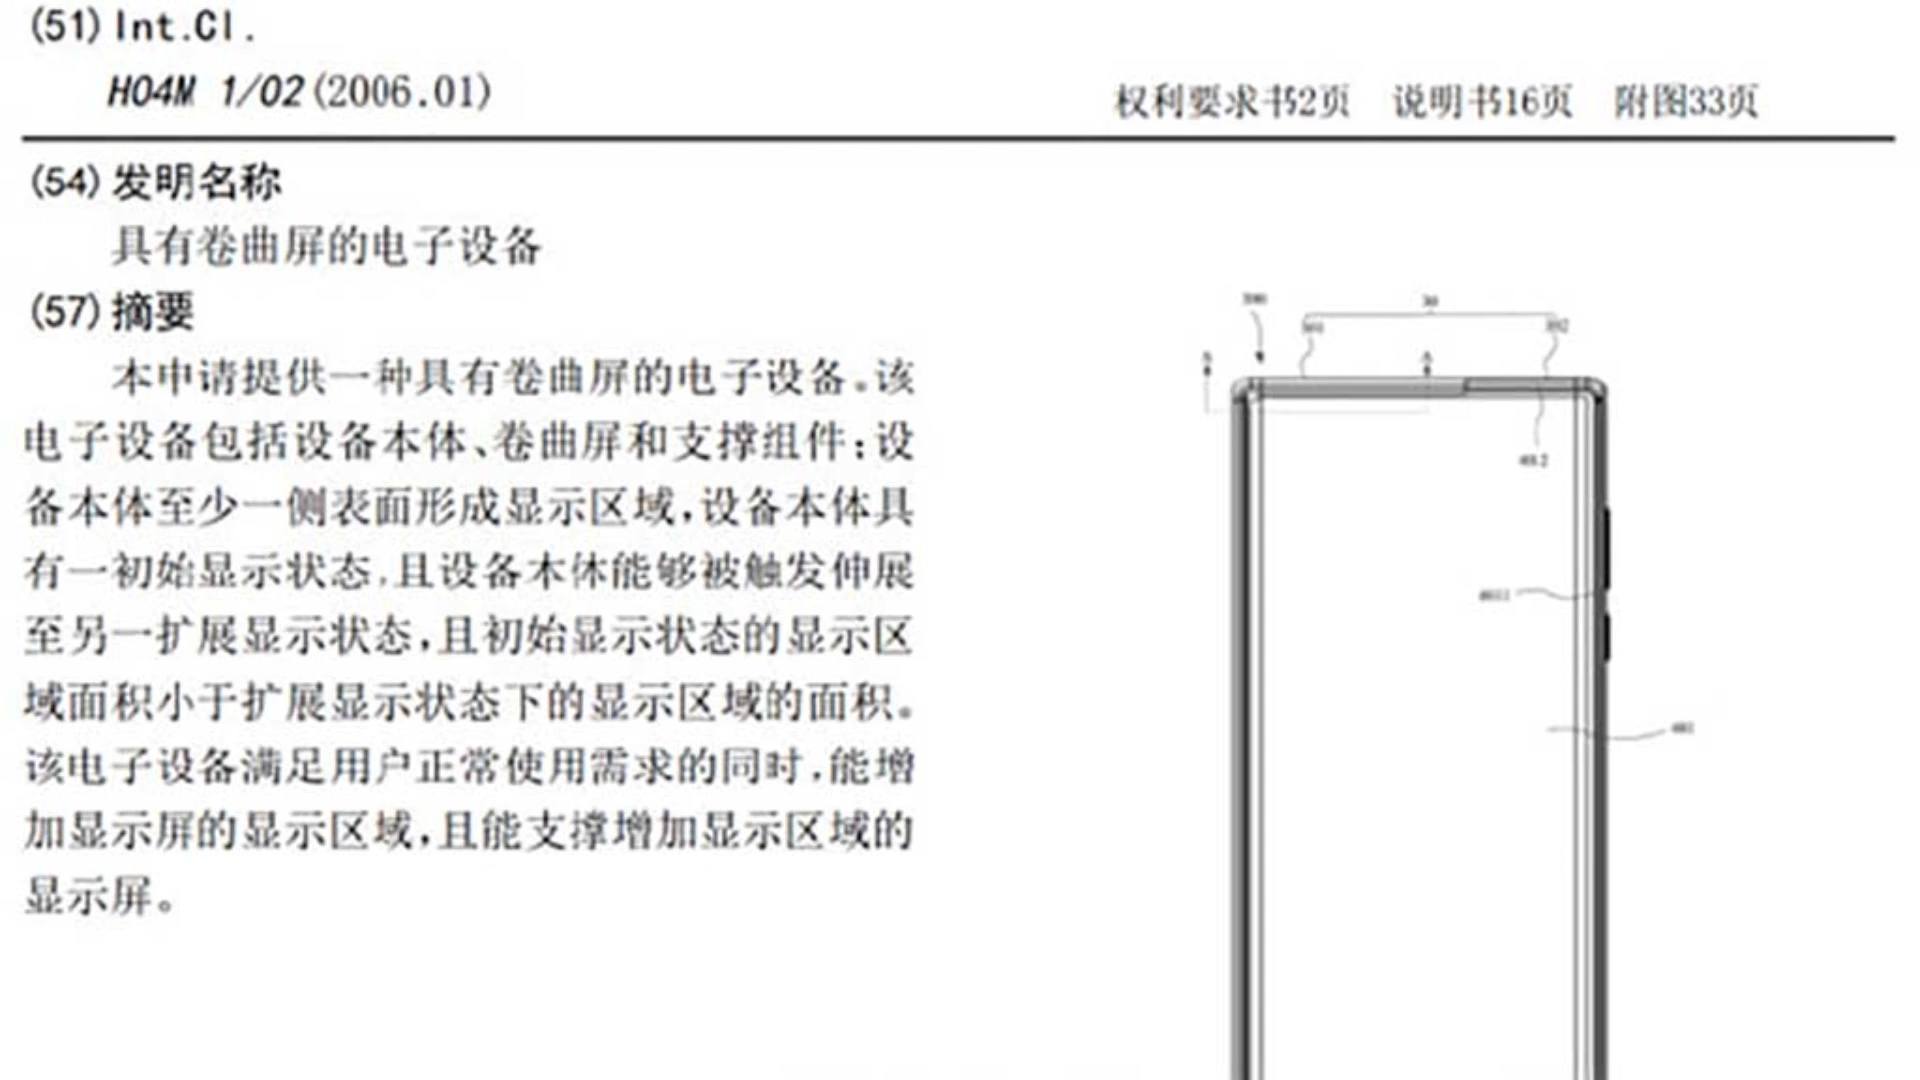 (51) Int.Cl.
H04M 1/02(2006.01)
权利要求书2页 说明书16页 附图33页
(54) 发明名称
具有卷曲屏的电子设备
(57) 摘要
本申请提供一种具有卷曲屏的电子设备。该
电子设备包括设备本体、卷曲屏和支撑组件;设
备本体至少一侧表面形成显示区域,设备本体具
有一初始显示状态,且设备本体能够被触发伸展
至另一扩展显示状态,且初始显示状态的显示区
域面积小于扩展显示状态下的显示区域的面积。
该电子设备满足用户正常使用需求的同时,能增
加显示屏的显示区域,且能支撑增加显示区域的
显示屏。
30